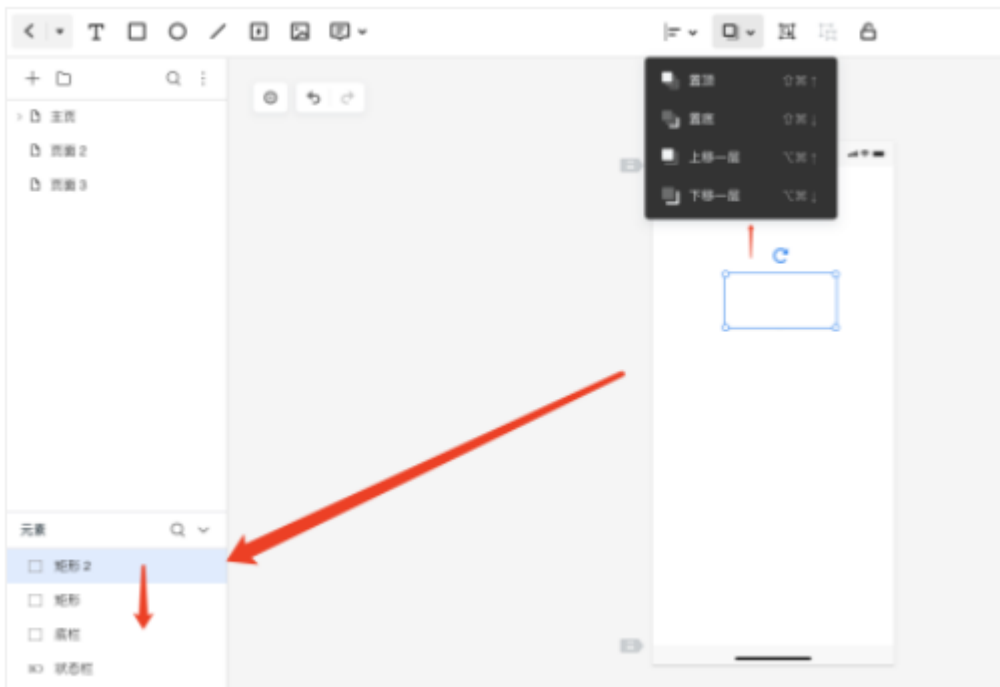 T
主页
页面 2
页面 3
置顶 ⇧⌘↑
置底 ⇧⌘↓
上移一层 ⌥⌘↑
下移一层 ⌥⌘↓
元素
矩形 2
矩形
底栏
状态栏